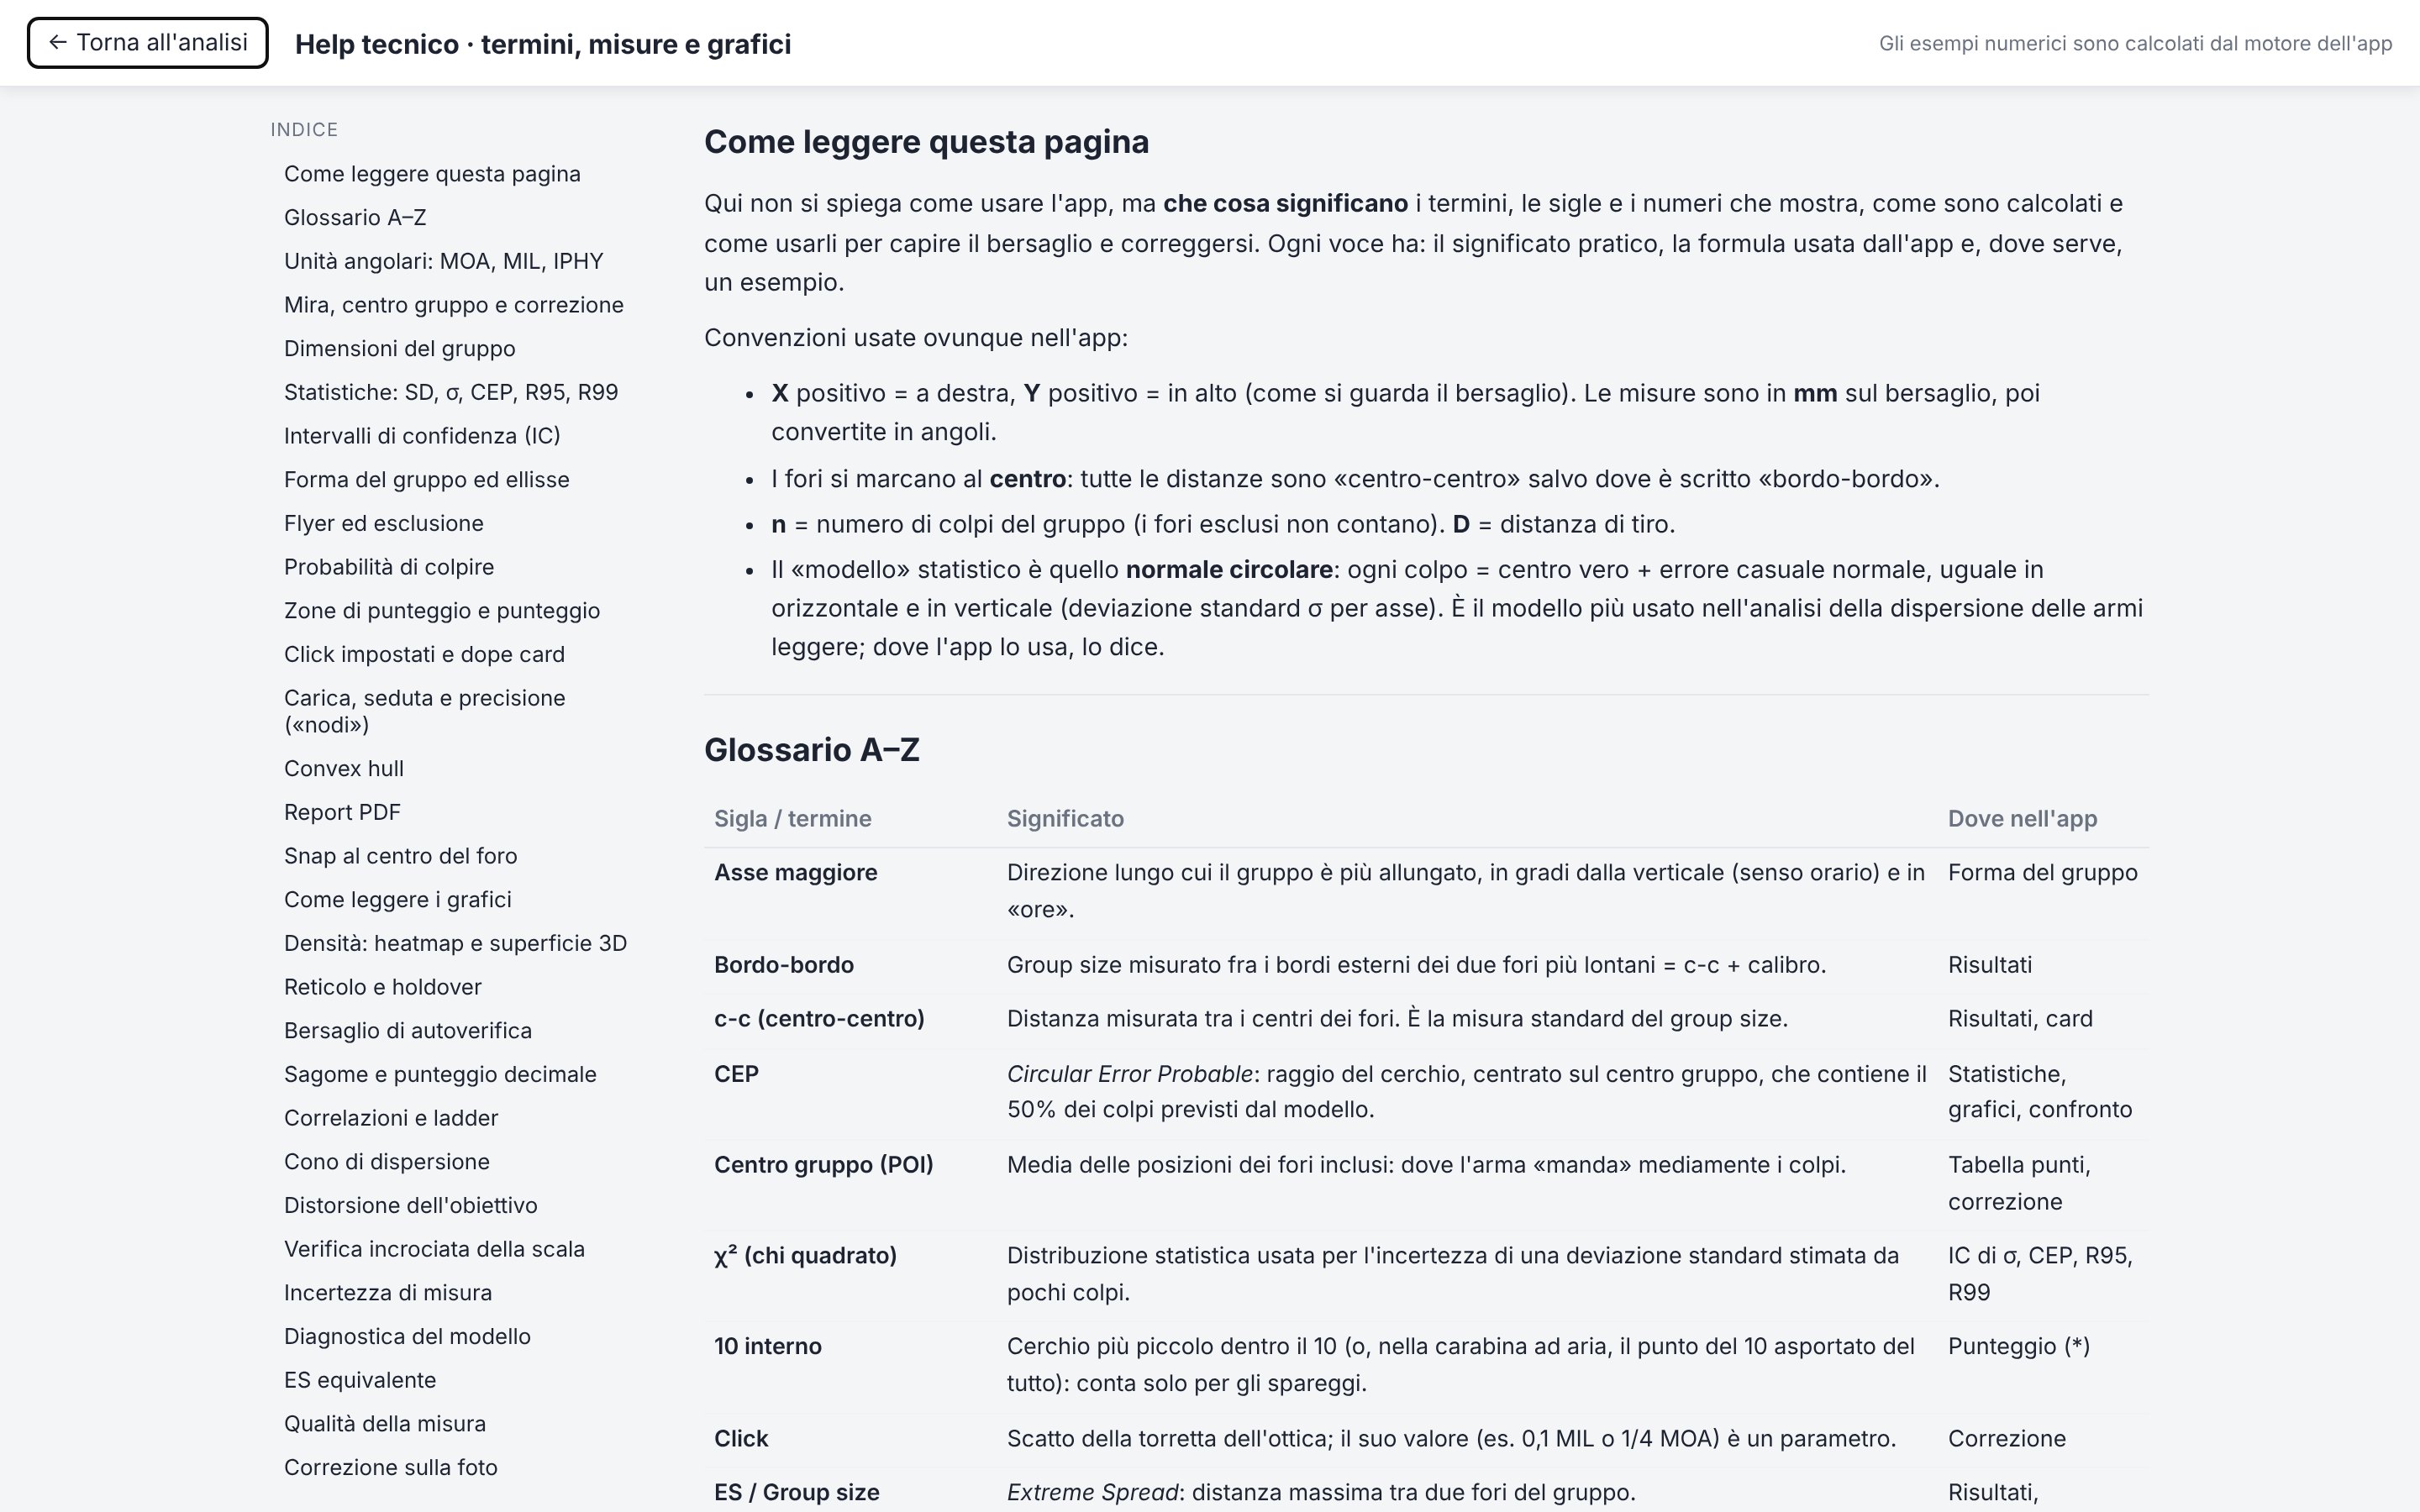 ← Torna all'analisi
Help tecnico · termini, misure e grafici
Gli esempi numerici sono calcolati dal motore dell'app
INDICE
Come leggere questa pagina
Glossario A–Z
Unità angolari: MOA, MIL, IPHY
Mira, centro gruppo e correzione
Dimensioni del gruppo
Statistiche: SD, σ, CEP, R95, R99
Intervalli di confidenza (IC)
Forma del gruppo ed ellisse
Flyer ed esclusione
Probabilità di colpire
Zone di punteggio e punteggio
Click impostati e dope card
Carica, seduta e precisione
(«nodi»)
Convex hull
Report PDF
Snap al centro del foro
Come leggere i grafici
Densità: heatmap e superficie 3D
Reticolo e holdover
Bersaglio di autoverifica
Sagome e punteggio decimale
Correlazioni e ladder
Cono di dispersione
Distorsione dell'obiettivo
Verifica incrociata della scala
Incertezza di misura
Diagnostica del modello
ES equivalente
Qualità della misura
Correzione sulla foto
Come leggere questa pagina
Qui non si spiega come usare l'app, ma che cosa significano i termini, le sigle e i numeri che mostra, come sono calcolati e
come usarli per capire il bersaglio e correggersi. Ogni voce ha: il significato pratico, la formula usata dall'app e, dove serve,
un esempio.
Convenzioni usate ovunque nell'app:
• X positivo = a destra, Y positivo = in alto (come si guarda il bersaglio). Le misure sono in mm sul bersaglio, poi
convertite in angoli.
• I fori si marcano al centro: tutte le distanze sono «centro-centro» salvo dove è scritto «bordo-bordo».
• n = numero di colpi del gruppo (i fori esclusi non contano). D = distanza di tiro.
• Il «modello» statistico è quello normale circolare: ogni colpo = centro vero + errore casuale normale, uguale in
orizzontale e in verticale (deviazione standard σ per asse). È il modello più usato nell'analisi della dispersione delle armi
leggere; dove l'app lo usa, lo dice.
Glossario A–Z
Sigla / termine Significato Dove nell'app
Asse maggiore Direzione lungo cui il gruppo è più allungato, in gradi dalla verticale (senso orario) e in Forma del gruppo
«ore».
Bordo-bordo Group size misurato fra i bordi esterni dei due fori più lontani = c-c + calibro. Risultati
c-c (centro-centro) Distanza misurata tra i centri dei fori. È la misura standard del group size. Risultati, card
CEP Circular Error Probable: raggio del cerchio, centrato sul centro gruppo, che contiene il Statistiche,
50% dei colpi previsti dal modello. grafici, confronto
Centro gruppo (POI) Media delle posizioni dei fori inclusi: dove l'arma «manda» mediamente i colpi. Tabella punti,
correzione
χ² (chi quadrato) Distribuzione statistica usata per l'incertezza di una deviazione standard stimata da IC di σ, CEP, R95,
pochi colpi. R99
10 interno Cerchio più piccolo dentro il 10 (o, nella carabina ad aria, il punto del 10 asportato del Punteggio (*)
tutto): conta solo per gli spareggi.
Click Scatto della torretta dell'ottica; il suo valore (es. 0,1 MIL o 1/4 MOA) è un parametro. Correzione
ES / Group size Extreme Spread: distanza massima tra due fori del gruppo. Risultati,